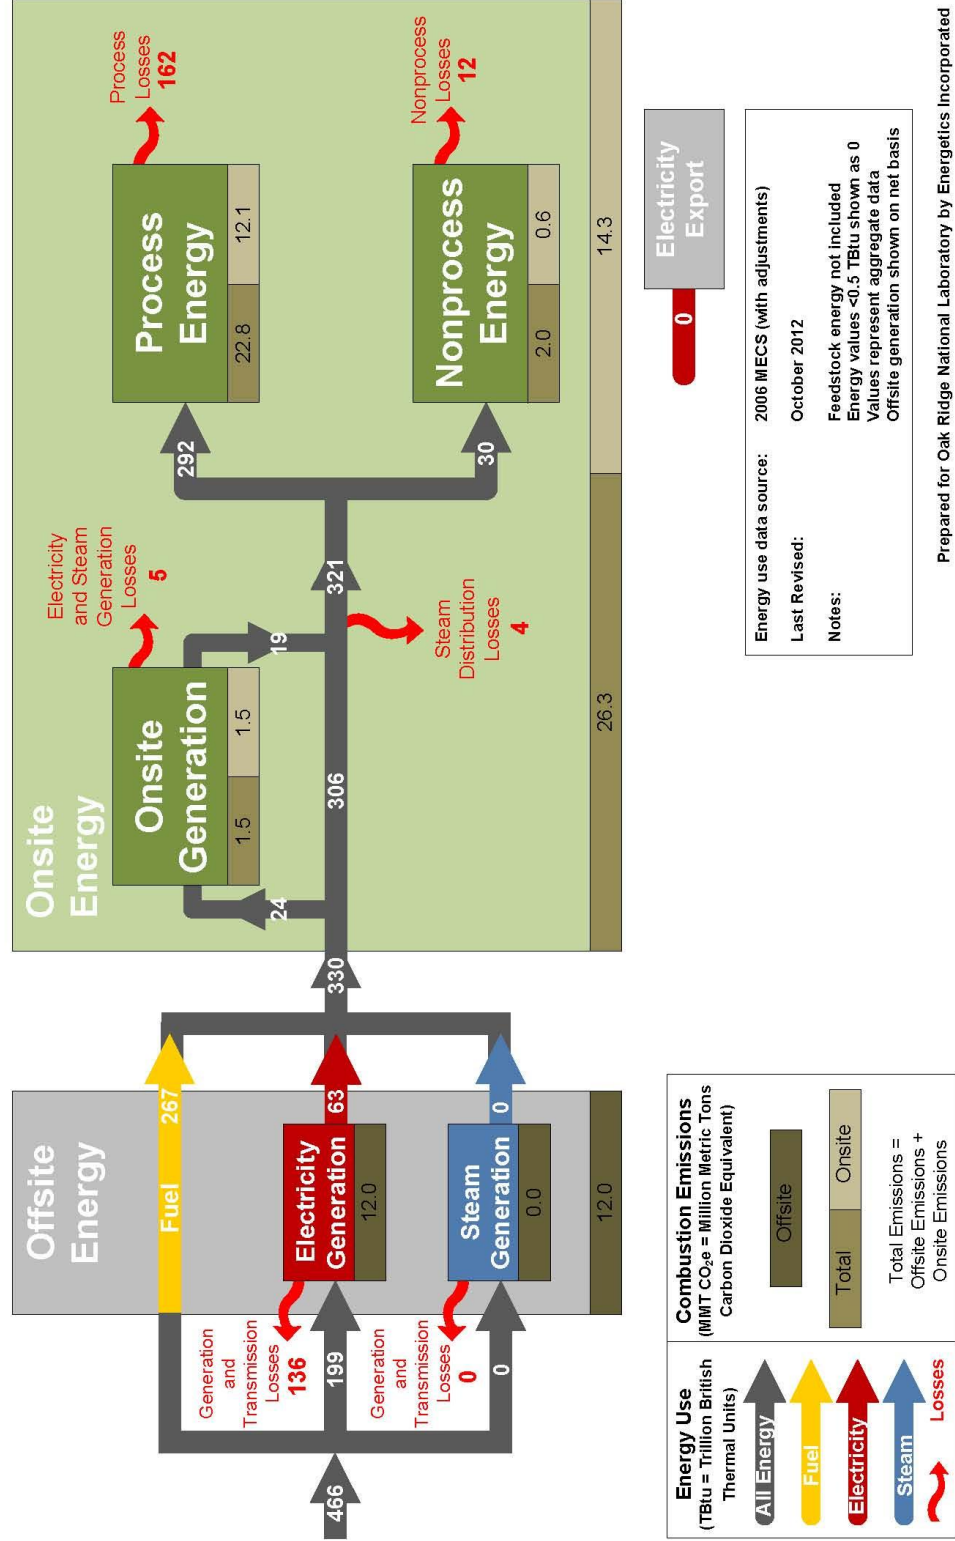 Offsite
Energy
Fuel
267
466
Generation
and
Transmission
Losses
136
199
Electricity
Generation
12.0
63
Generation
and
Transmission
Losses
0
0
Steam
Generation
0.0
0
12.0
330
Onsite
Energy
24
Onsite
Generation
1.5
1.5
Electricity
and Steam
Generation
Losses
5
19
306
321
Steam
Distribution
Losses
4
292
Process
Energy
22.8
12.1
Process
Losses
162
30
Nonprocess
Energy
2.0
0.6
Nonprocess
Losses
12
26.3
14.3
Energy Use
(TBtu = Trillion British
Thermal Units)
All Energy
Fuel
Electricity
Steam
Losses
Combustion Emissions
(MMT CO₂e = Million Metric Tons
Carbon Dioxide Equivalent)
Offsite
Total
Onsite
Total Emissions =
Offsite Emissions +
Onsite Emissions
0
Electricity
Export
Energy use data source: 2006 MECS (with adjustments)
Last Revised: October 2012
Notes: Feedstock energy not included
Energy values <0.5 TBtu shown as 0
Values represent aggregate data
Offsite generation shown on net basis
Prepared for Oak Ridge National Laboratory by Energetics Incorporated